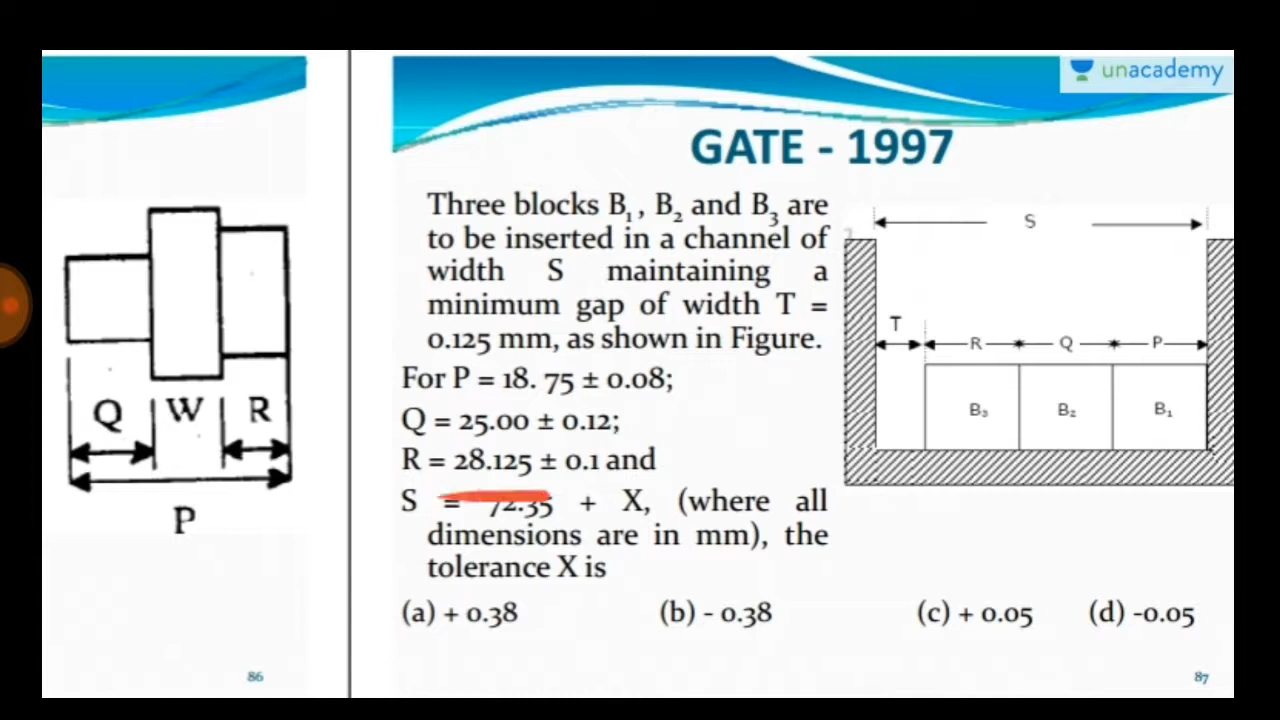 unacademy
GATE - 1997
Three blocks B₁, B₂ and B₃ are
to be inserted in a channel of
width S maintaining a
minimum gap of width T =
0.125 mm, as shown in Figure.
For P = 18. 75 ± 0.08;
Q = 25.00 ± 0.12;
R = 28.125 ± 0.1 and
S = 72.35 + X, (where all
dimensions are in mm), the
tolerance X is
(a) + 0.38 (b) - 0.38 (c) + 0.05 (d) -0.05
Q W R
P
S
T
R Q P
B₃ B₂ B₁
86
87